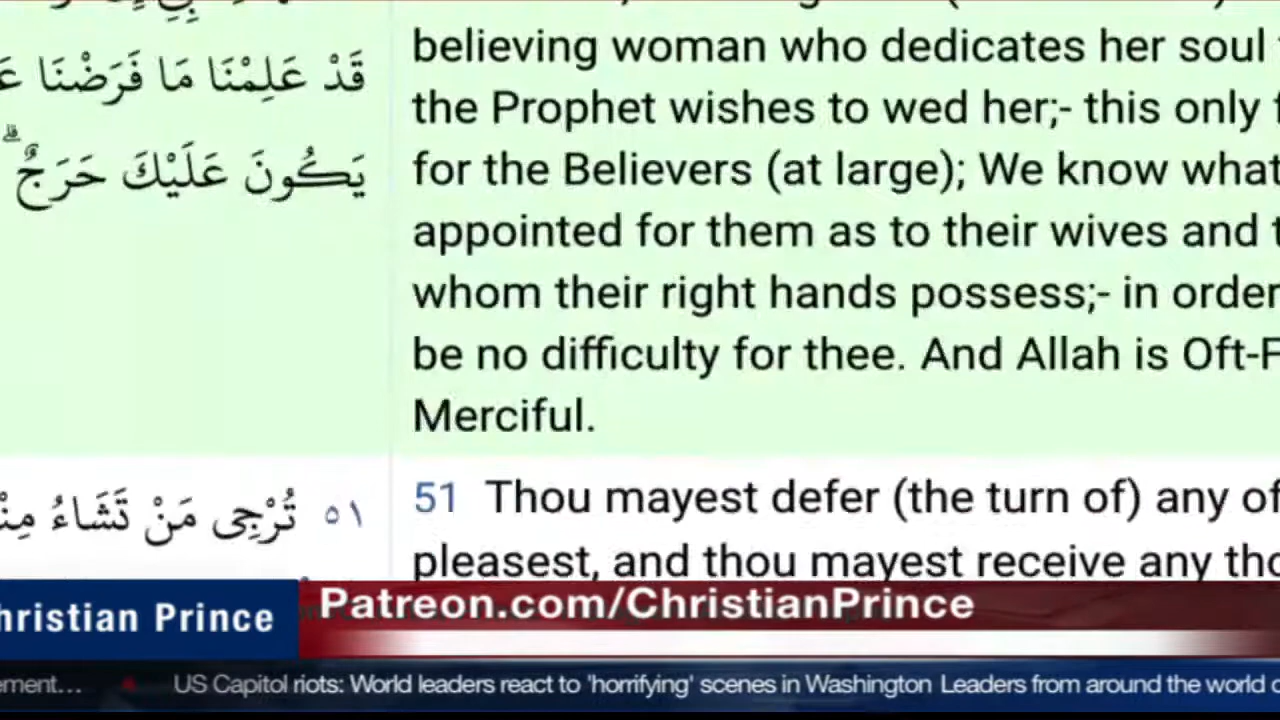 believing woman who dedicates her soul
قَدْ عَلِمْنَا مَا فَرَضْنَا
the Prophet wishes to wed her;- this only
يَكُونَ عَلَيْكَ حَرَجٌ ۗ
for the Believers (at large); We know what
appointed for them as to their wives and
whom their right hands possess;- in order
be no difficulty for thee. And Allah is Oft-F
Merciful.
٥١ تُرْجِى مَنْ تَشَاءُ
51 Thou mayest defer (the turn of) any of
pleasest, and thou mayest receive any tho
hristian Prince
Patreon.com/ChristianPrince
ement... US Capitol riots: World leaders react to 'horrifying' scenes in Washington Leaders from around the world